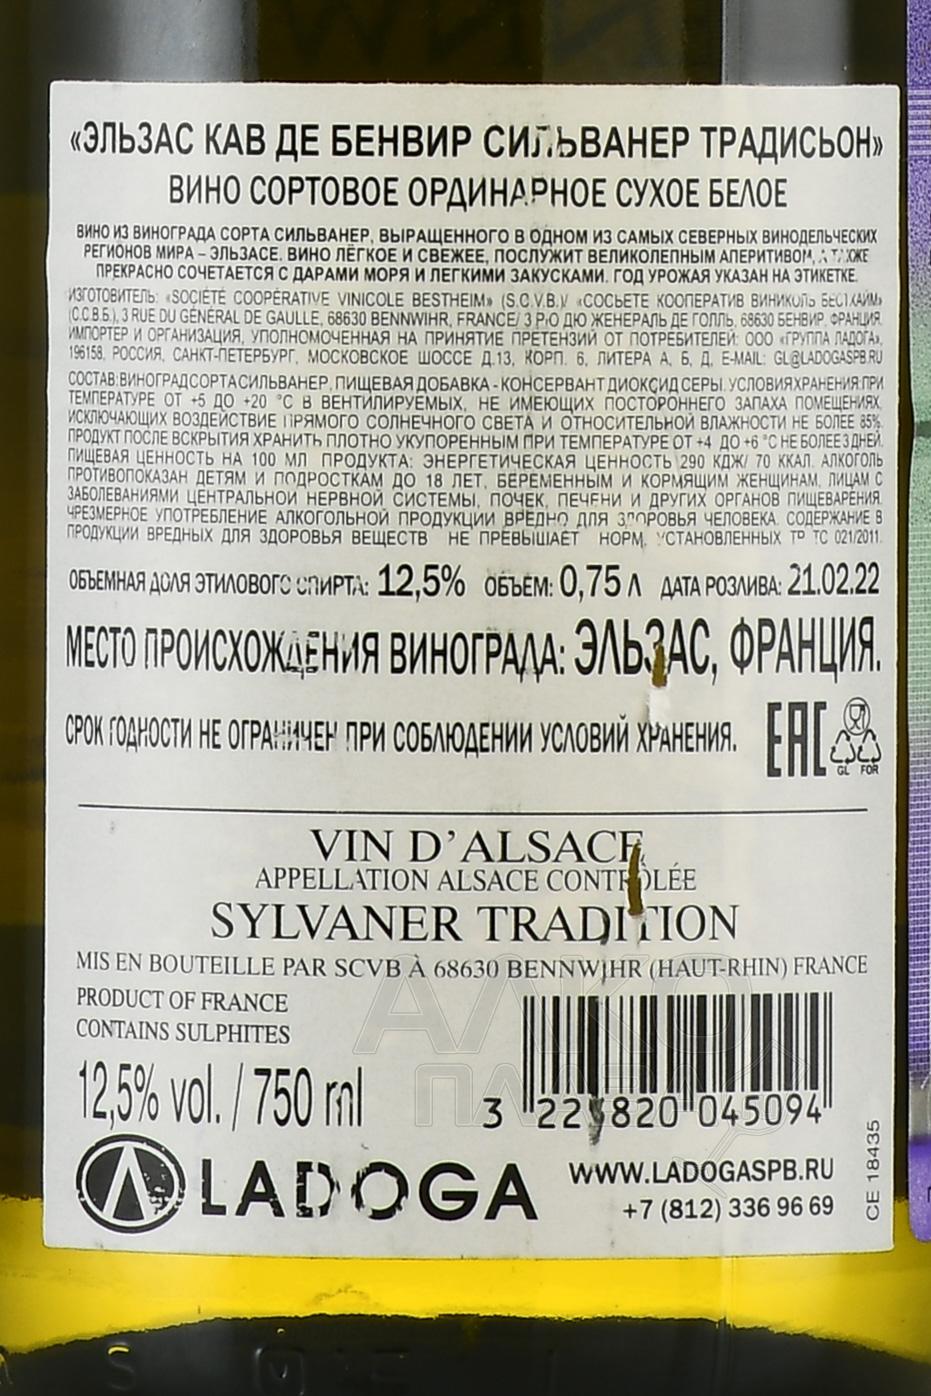 «ЭЛЬЗАС КАВ ДЕ БЕНВИР СИЛЬВАНЕР ТРАДИСЬОН»
ВИНО СОРТОВОЕ ОРДИНАРНОЕ СУХОЕ БЕЛОЕ
ВИНО ИЗ ВИНОГРАДА СОРТА СИЛЬВАНЕР, ВЫРАЩЕННОГО В ОДНОМ ИЗ САМЫХ СЕВЕРНЫХ ВИНОДЕЛЬЧЕСКИХ
РЕГИОНОВ МИРА – ЭЛЬЗАСЕ. ВИНО ЛЁГКОЕ И СВЕЖЕЕ, ПОСЛУЖИТ ВЕЛИКОЛЕПНЫМ АПЕРИТИВОМ, А ТАКЖЕ
ПРЕКРАСНО СОЧЕТАЕТСЯ С ДАРАМИ МОРЯ И ЛЕГКИМИ ЗАКУСКАМИ. ГОД УРОЖАЯ УКАЗАН НА ЭТИКЕТКЕ.
ИЗГОТОВИТЕЛЬ: «SOCIÉTÉ COOPÉRATIVE VINICOLE BESTHEIM» (S.C.V.B.)/ «СОСЬЕТЕ КООПЕРАТИВ ВИНИКОЛЬ БЕСТХАЙМ»
(С.С.В.Б.), 3 RUE DU GÉNÉRAL DE GAULLE, 68630 BENNWIHR, FRANCE/ 3 РЮ ДЮ ЖЕНЕРАЛЬ ДЕ ГОЛЛЬ, 68630 БЕНВИР, ФРАНЦИЯ.
ИМПОРТЕР И ОРГАНИЗАЦИЯ, УПОЛНОМОЧЕННАЯ НА ПРИНЯТИЕ ПРЕТЕНЗИЙ ОТ ПОТРЕБИТЕЛЕЙ: ООО «ГРУППА ЛАДОГА»,
196158, РОССИЯ, САНКТ-ПЕТЕРБУРГ, МОСКОВСКОЕ ШОССЕ Д.13, КОРП. 6, ЛИТЕРА А, Б, Д, E-MAIL: GL@LADOGASPB.RU
СОСТАВ: ВИНОГРАД СОРТА СИЛЬВАНЕР, ПИЩЕВАЯ ДОБАВКА - КОНСЕРВАНТ ДИОКСИД СЕРЫ. УСЛОВИЯ ХРАНЕНИЯ: ПРИ
ТЕМПЕРАТУРЕ ОТ +5 ДО +20 °С В ВЕНТИЛИРУЕМЫХ, НЕ ИМЕЮЩИХ ПОСТОРОННЕГО ЗАПАХА ПОМЕЩЕНИЯХ,
ИСКЛЮЧАЮЩИХ ВОЗДЕЙСТВИЕ ПРЯМОГО СОЛНЕЧНОГО СВЕТА И ОТНОСИТЕЛЬНОЙ ВЛАЖНОСТИ НЕ БОЛЕЕ 85%.
ПРОДУКТ ПОСЛЕ ВСКРЫТИЯ ХРАНИТЬ ПЛОТНО УКУПОРЕННЫМ ПРИ ТЕМПЕРАТУРЕ ОТ +4 ДО +6 °С НЕ БОЛЕЕ 3 ДНЕЙ.
ПИЩЕВАЯ ЦЕННОСТЬ НА 100 МЛ ПРОДУКТА: ЭНЕРГЕТИЧЕСКАЯ ЦЕННОСТЬ 290 КДЖ/ 70 ККАЛ. АЛКОГОЛЬ
ПРОТИВОПОКАЗАН ДЕТЯМ И ПОДРОСТКАМ ДО 18 ЛЕТ, БЕРЕМЕННЫМ И КОРМЯЩИМ ЖЕНЩИНАМ, ЛИЦАМ С
ЗАБОЛЕВАНИЯМИ ЦЕНТРАЛЬНОЙ НЕРВНОЙ СИСТЕМЫ, ПОЧЕК, ПЕЧЕНИ И ДРУГИХ ОРГАНОВ ПИЩЕВАРЕНИЯ.
ЧРЕЗМЕРНОЕ УПОТРЕБЛЕНИЕ АЛКОГОЛЬНОЙ ПРОДУКЦИИ ВРЕДНО ДЛЯ ЗДОРОВЬЯ ЧЕЛОВЕКА. СОДЕРЖАНИЕ В
ПРОДУКЦИИ ВРЕДНЫХ ДЛЯ ЗДОРОВЬЯ ВЕЩЕСТВ НЕ ПРЕВЫШАЕТ НОРМ, УСТАНОВЛЕННЫХ ТР ТС 021/2011.
ОБЪЕМНАЯ ДОЛЯ ЭТИЛОВОГО СПИРТА: 12,5% ОБЪЕМ: 0,75 Л ДАТА РОЗЛИВА: 21.02.22
МЕСТО ПРОИСХОЖДЕНИЯ ВИНОГРАДА: ЭЛЬЗАС, ФРАНЦИЯ.
СРОК ГОДНОСТИ НЕ ОГРАНИЧЕН ПРИ СОБЛЮДЕНИИ УСЛОВИЙ ХРАНЕНИЯ. EAC
GL FOR
VIN D'ALSACE
APPELLATION ALSACE CONTRÔLÉE
SYLVANER TRADITION
MIS EN BOUTEILLE PAR SCVB À 68630 BENNWIHR (HAUT-RHIN) FRANCE
PRODUCT OF FRANCE
CONTAINS SULPHITES
12,5% vol. / 750 ml
3 223820 045094
LADOGA
WWW.LADOGASPB.RU
+7 (812) 336 96 69
CE 18435
АЛКО
ПЛАНЕТ